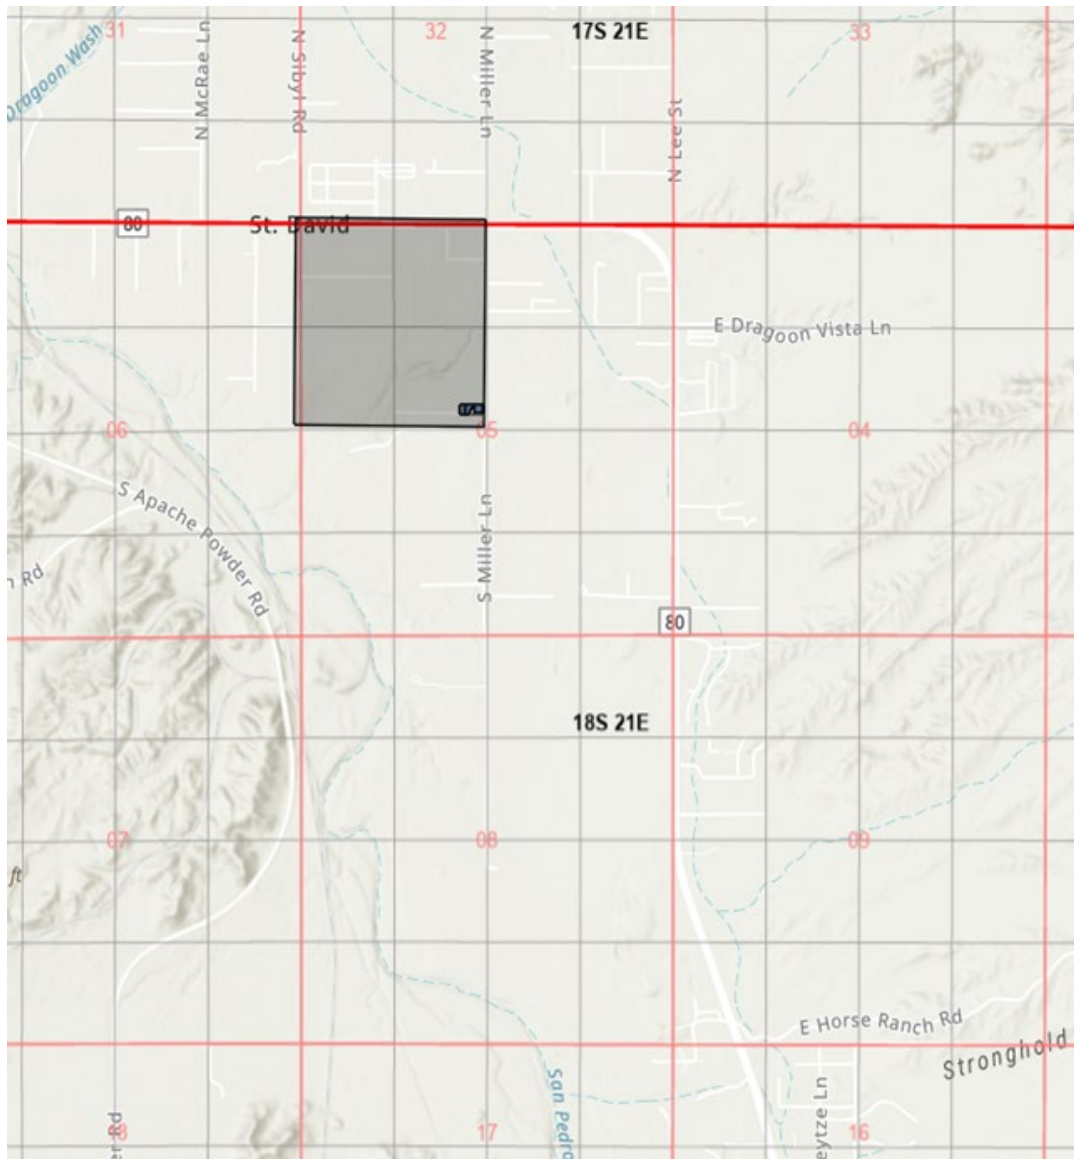 31
32
17S 21E
33
Dragoon Wash
N McRae Ln
N Sibyl Rd
N Miller Ln
N Lee St
80
St. David
E Dragoon Vista Ln
06
05
04
S Apache Powder Rd
Rd
S Miller Ln
80
18S 21E
07
08
09
ft
E Horse Ranch Rd
Stronghold
San Pedro
17
16